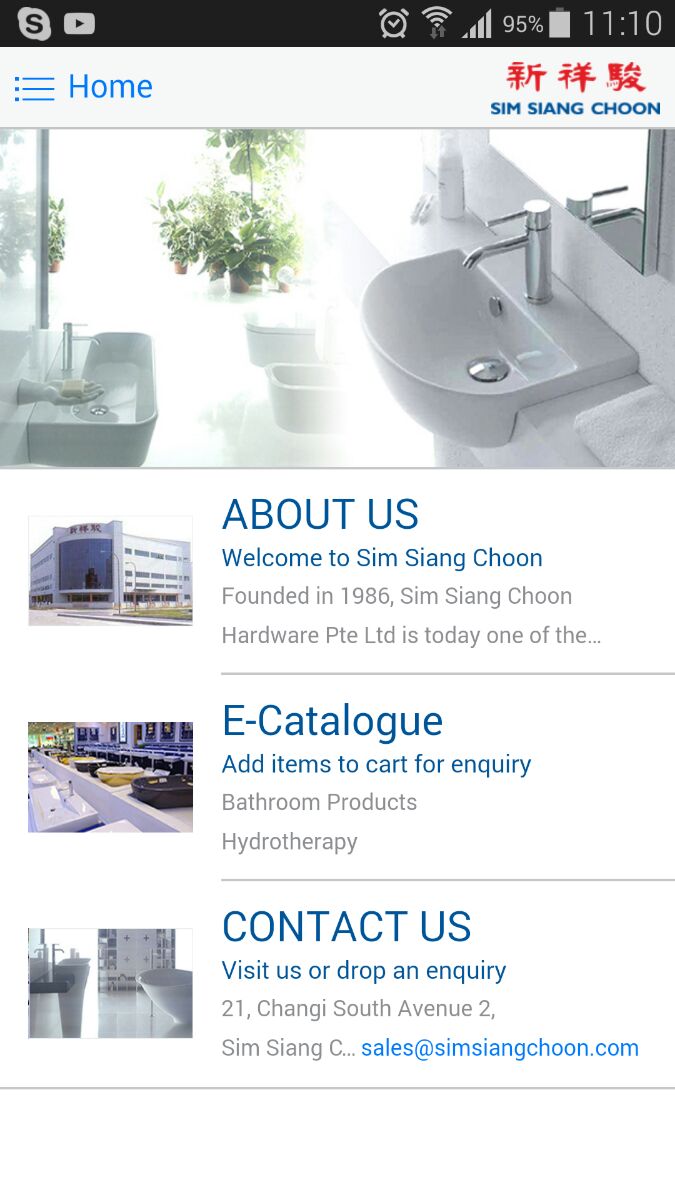 95% 11:10
Home
新祥駿
SIM SIANG CHOON
ABOUT US
新祥駿
Welcome to Sim Siang Choon
Founded in 1986, Sim Siang Choon
Hardware Pte Ltd is today one of the...
E-Catalogue
Add items to cart for enquiry
Bathroom Products
Hydrotherapy
CONTACT US
Visit us or drop an enquiry
21, Changi South Avenue 2,
Sim Siang C... sales@simsiangchoon.com